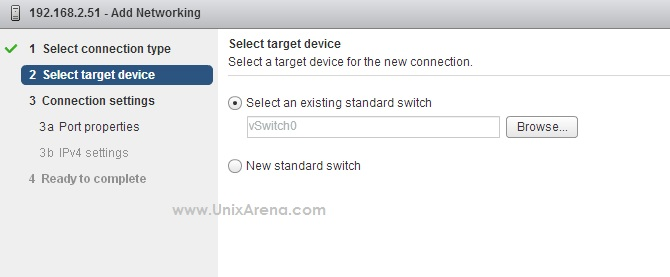 192.168.2.51 - Add Networking
1 Select connection type
2 Select target device
3 Connection settings
3a Port properties
3b IPv4 settings
4 Ready to complete
Select target device
Select a target device for the new connection.
Select an existing standard switch
vSwitch0 Browse...
New standard switch
www.UnixArena.com